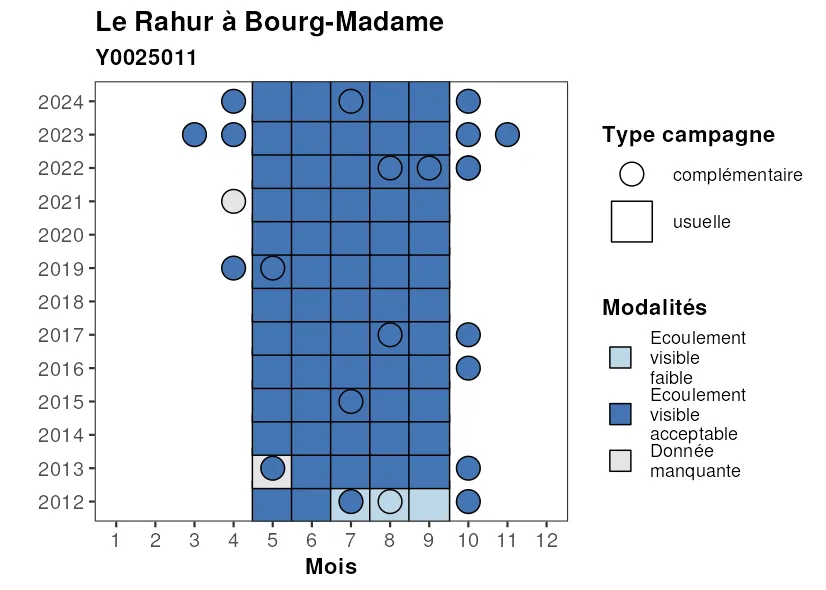 Le Rahur à Bourg-Madame
Y0025011
2024
2023
2022
2021
2020
2019
2018
2017
2016
2015
2014
2013
2012
1 2 3 4 5 6 7 8 9 10 11 12
Mois
Type campagne
complémentaire
usuelle
Modalités
Ecoulement
visible
faible
Ecoulement
visible
acceptable
Donnée
manquante